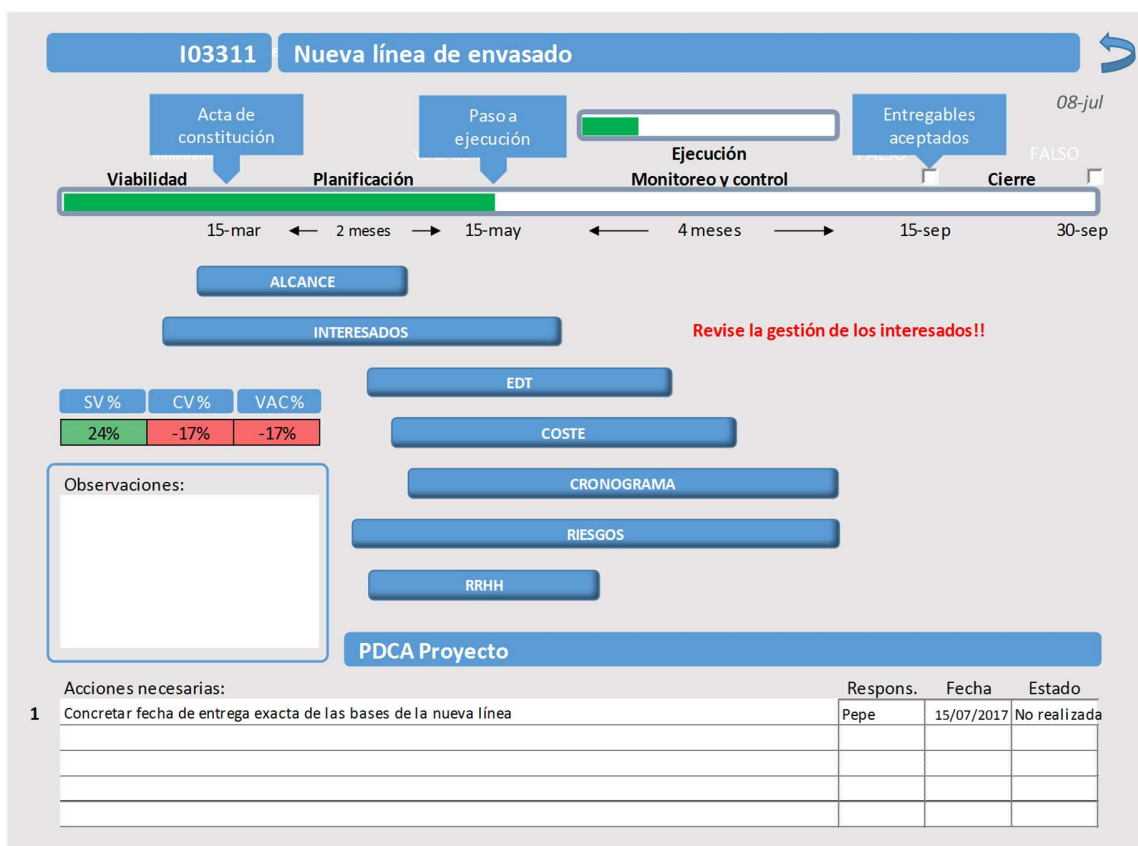 I03311 Nueva línea de envasado
08-jul
Acta de
constitución
Paso a
ejecución
Entregables
aceptados
Ejecución
FALSO
FALSO
Viabilidad
Planificación
Monitoreo y control
Cierre
15-mar
2 meses
15-may
4 meses
15-sep
30-sep
ALCANCE
INTERESADOS
Revise la gestión de los interesados!!
EDT
SV% CV% VAC%
24% -17% -17%
COSTE
CRONOGRAMA
Observaciones:
RIESGOS
RRHH
PDCA Proyecto
Acciones necesarias: Respons. Fecha Estado
1 Concretar fecha de entrega exacta de las bases de la nueva línea Pepe 15/07/2017 No realizada